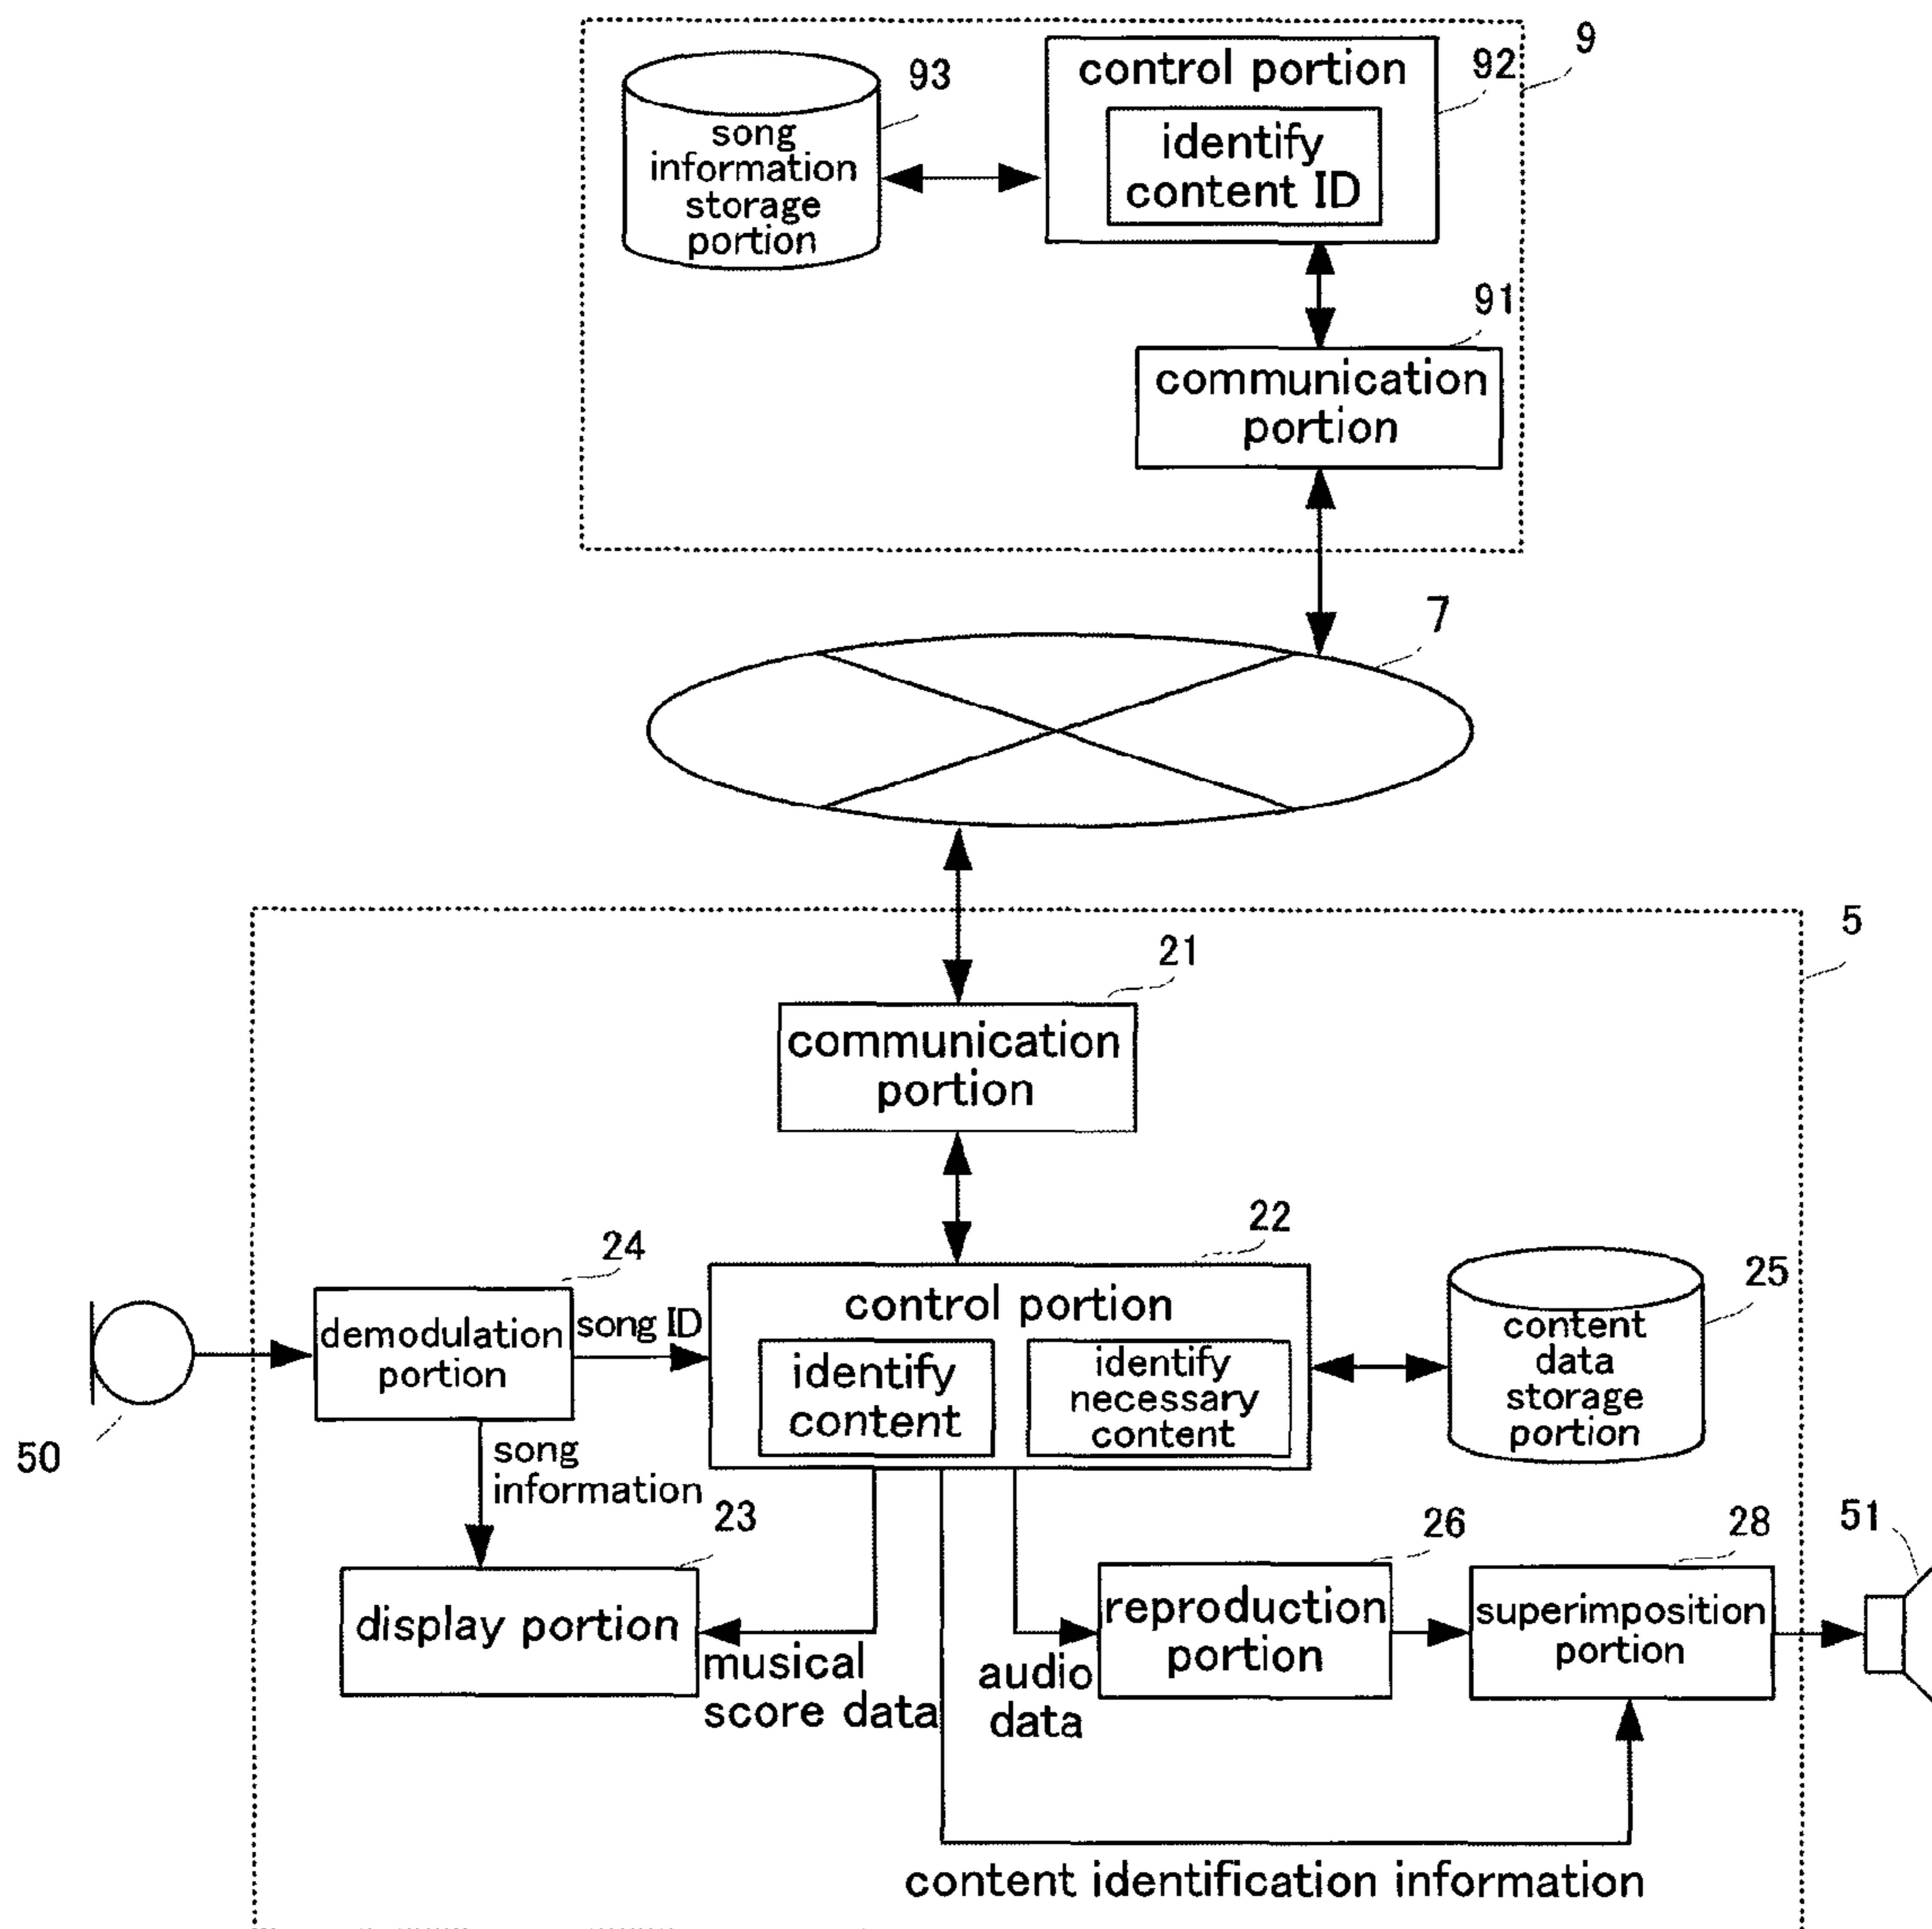 9
93
control portion
92
song
information
storage
portion
identify
content ID
91
communication
portion
7
5
21
communication
portion
22
24
25
control portion
song ID
demodulation
portion
content
data
storage
portion
identify
content
identify
necessary
content
50
song
information
23
26
28
51
display portion
reproduction
portion
superimposition
portion
musical
score data
audio
data
content identification information